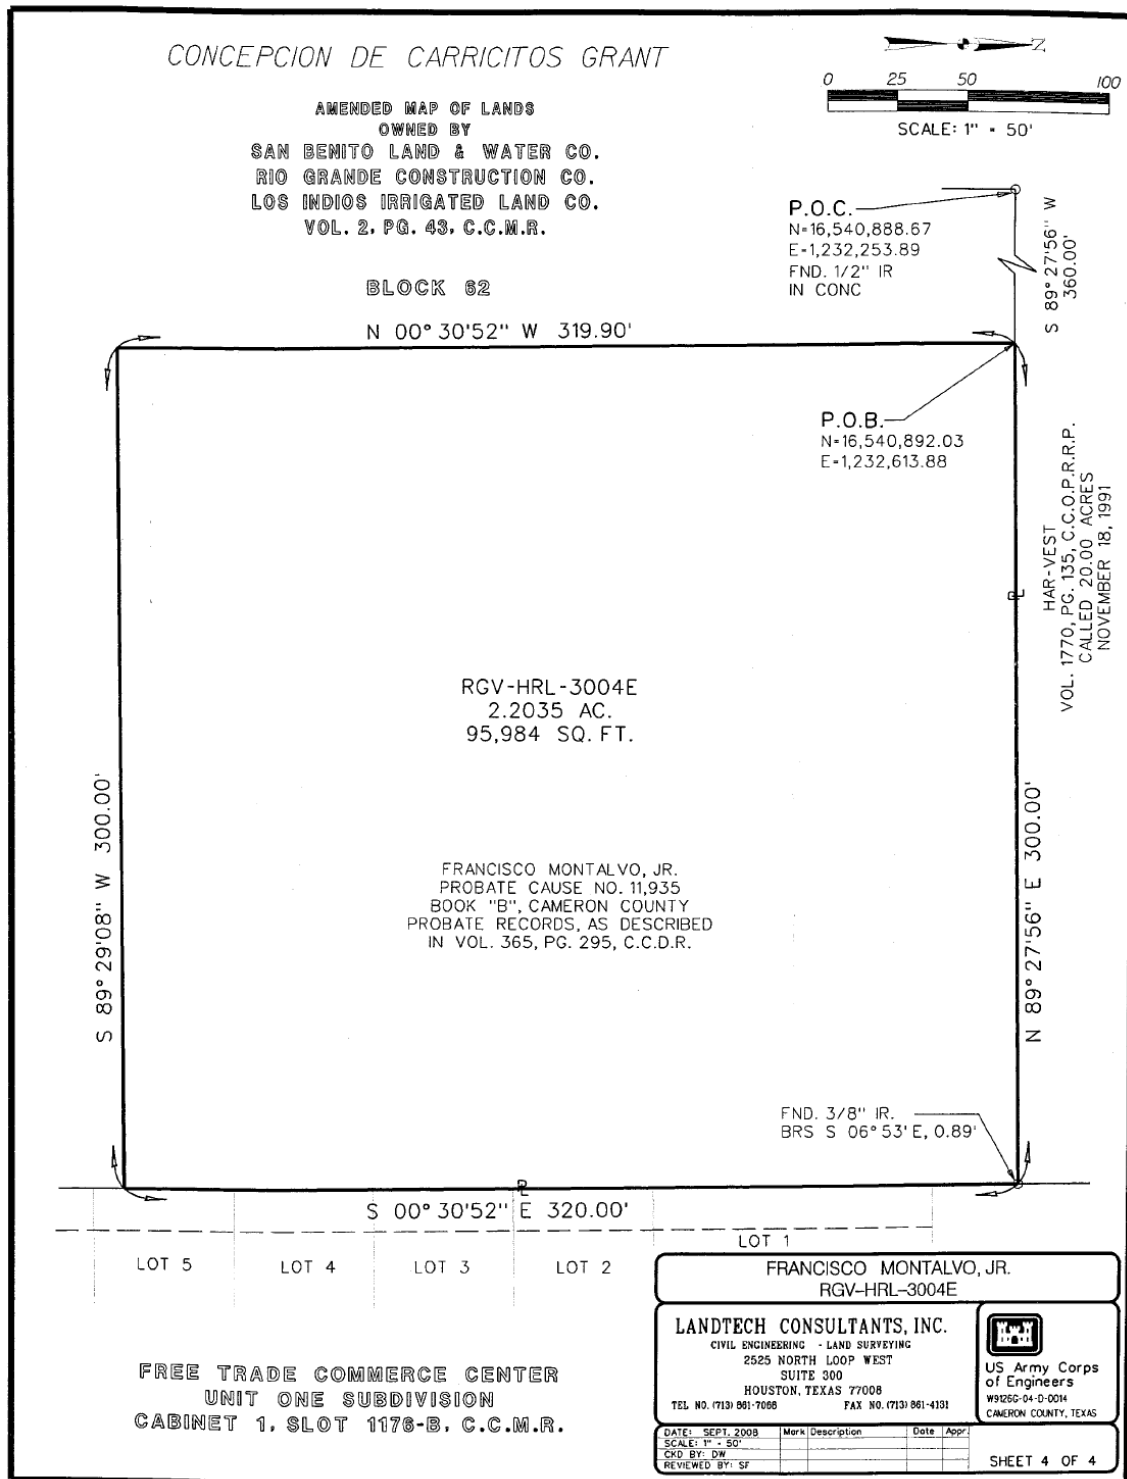 CONCEPCION DE CARRICITOS GRANT
Z
0 25 50 100
SCALE: 1" = 50'
AMENDED MAP OF LANDS
OWNED BY
SAN BENITO LAND & WATER CO.
RIO GRANDE CONSTRUCTION CO.
LOS INDIOS IRRIGATED LAND CO.
VOL. 2, PG. 43, C.C.M.R.
BLOCK 62
P.O.C.
N=16,540,888.67
E=1,232,253.89
FND. 1/2" IR
IN CONC
S 89° 27'56" W
360.00'
N 00° 30'52" W 319.90'
P.O.B.
N=16,540,892.03
E=1,232,613.88
HAR-VEST
VOL. 1770, PG. 135, C.C.O.P.R.R.P.
CALLED 20.00 ACRES
NOVEMBER 18, 1991
PL
RGV-HRL-3004E
2.2035 AC.
95,984 SQ. FT.
S 89° 29'08" W 300.00'
N 89° 27'56" E 300.00'
FRANCISCO MONTALVO, JR.
PROBATE CAUSE NO. 11,935
BOOK "B", CAMERON COUNTY
PROBATE RECORDS, AS DESCRIBED
IN VOL. 365, PG. 295, C.C.D.R.
FND. 3/8" IR.
BRS S 06° 53' E, 0.89'
PL
S 00° 30'52" E 320.00'
LOT 5 LOT 4 LOT 3 LOT 2 LOT 1
FREE TRADE COMMERCE CENTER
UNIT ONE SUBDIVISION
CABINET 1, SLOT 1176-B, C.C.M.R.
FRANCISCO MONTALVO, JR.
RGV-HRL-3004E
LANDTECH CONSULTANTS, INC.
CIVIL ENGINEERING - LAND SURVEYING
2525 NORTH LOOP WEST
SUITE 300
HOUSTON, TEXAS 77008
TEL NO. (713) 861-7068 FAX NO. (713) 861-4131
US Army Corps
of Engineers
W9126G-04-D-0014
CAMERON COUNTY, TEXAS
DATE: SEPT. 2008 Mark Description Date Appr.
SCALE: 1" = 50'
CKD BY: DW
REVIEWED BY: SF
SHEET 4 OF 4